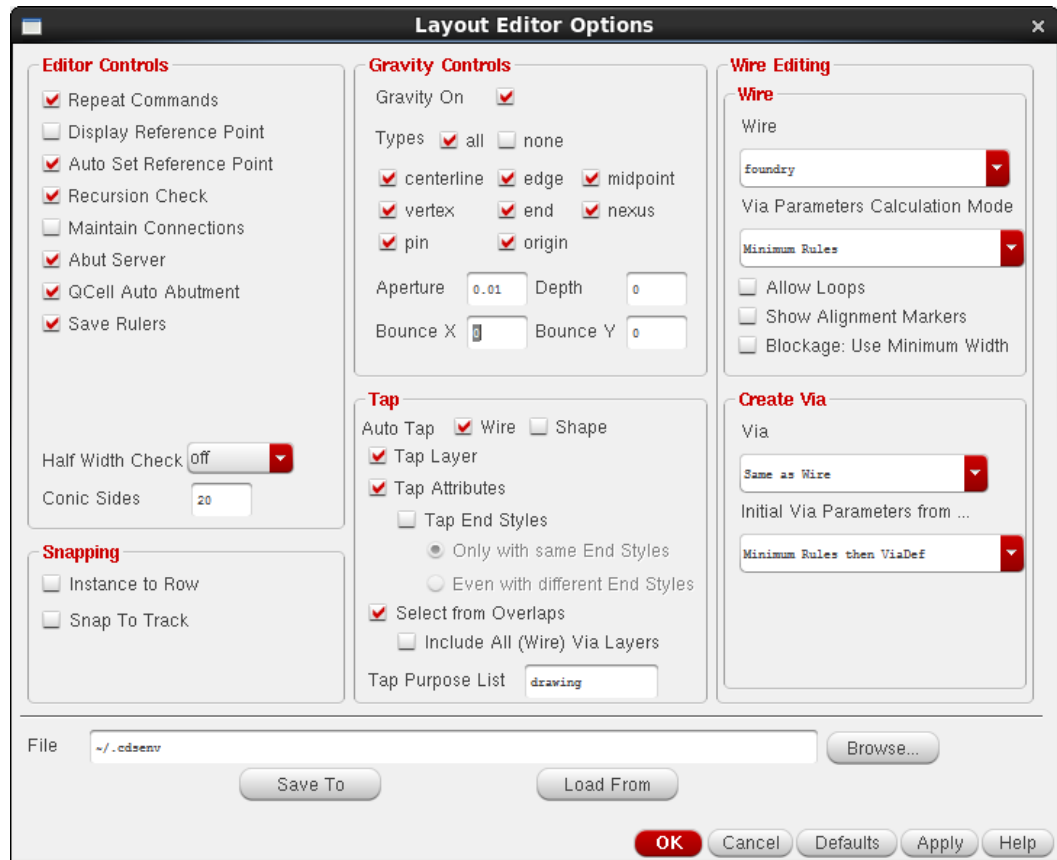 Layout Editor Options
Editor Controls
Repeat Commands
Display Reference Point
Auto Set Reference Point
Recursion Check
Maintain Connections
Abut Server
QCell Auto Abutment
Save Rulers
Half Width Check off
Conic Sides 20
Snapping
Instance to Row
Snap To Track
Gravity Controls
Gravity On
Types all none
centerline edge midpoint
vertex end nexus
pin origin
Aperture 0.01 Depth 0
Bounce X 0 Bounce Y 0
Tap
Auto Tap Wire Shape
Tap Layer
Tap Attributes
Tap End Styles
Only with same End Styles
Even with different End Styles
Select from Overlaps
Include All (Wire) Via Layers
Tap Purpose List drawing
Wire Editing
Wire
Wire
foundry
Via Parameters Calculation Mode
Minimum Rules
Allow Loops
Show Alignment Markers
Blockage: Use Minimum Width
Create Via
Via
Same as Wire
Initial Via Parameters from ...
Minimum Rules then ViaDef
File ~/.cdsenv Browse...
Save To Load From
OK Cancel Defaults Apply Help